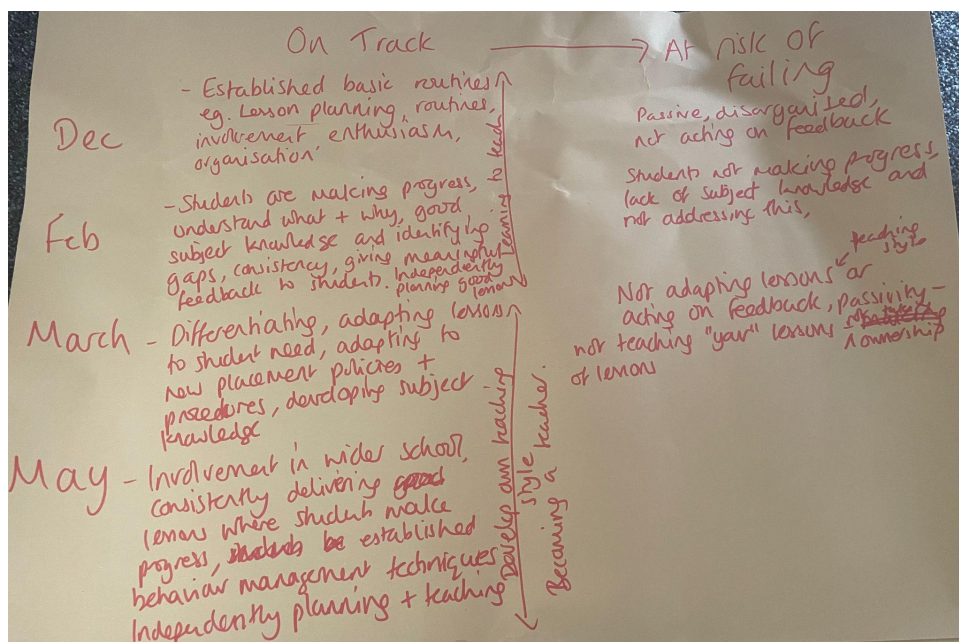 On Track
At risk of
failing
Dec
- Established basic routines
eg. Lesson planning, routines,
involvement enthusiasm,
organisation.
Passive, disorganised,
not acting on feedback
Feb
- Students are making progress,
understand what + why, good
subject knowledge and identifying
gaps, consistency, giving meaningful
feedback to students. Independently
planning good
lessons
Students not making progress,
lack of subject knowledge and
not addressing this,
Learning to teach
March
- Differentiating, adapting lessons
to student need, adapting to
new placement policies +
procedures, developing subject
knowledge
teaching
style
Not adapting lessons or
acting on feedback, passivity -
not teaching "your" lessons
ownership
of lessons
May
- Involvement in wider school,
consistently delivering good
lessons where students make
progress, students be established
behaviour management techniques,
Independently planning + teaching
Develop own teaching
style
Becoming a teacher.